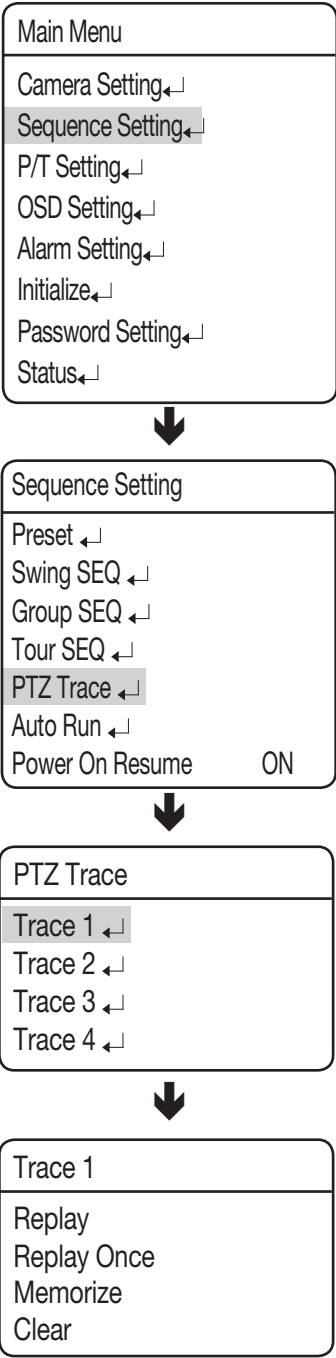 Main Menu
Camera Setting↵
Sequence Setting↵
P/T Setting↵
OSD Setting↵
Alarm Setting↵
Initialize↵
Password Setting↵
Status↵
Sequence Setting
Preset ↵
Swing SEQ ↵
Group SEQ ↵
Tour SEQ ↵
PTZ Trace ↵
Auto Run ↵
Power On Resume ON
PTZ Trace
Trace 1 ↵
Trace 2 ↵
Trace 3 ↵
Trace 4 ↵
Trace 1
Replay
Replay Once
Memorize
Clear